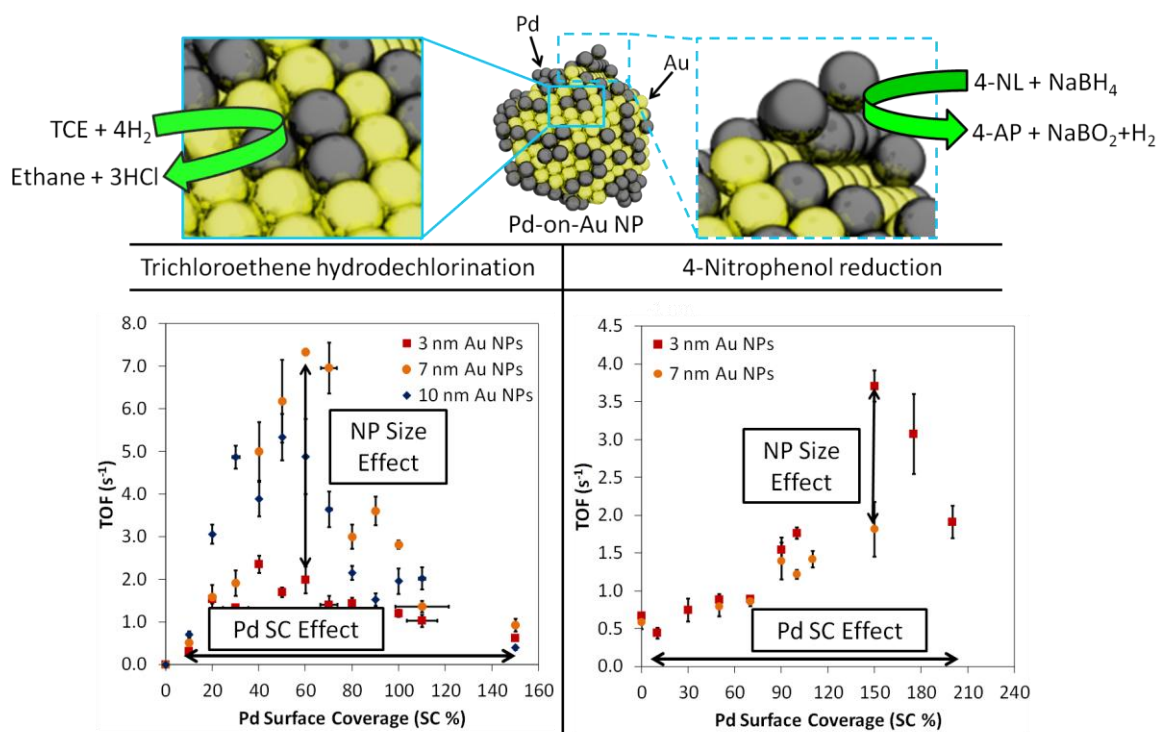 Pd
Au
TCE + 4H₂
Ethane + 3HCl
Pd-on-Au NP
4-NL + NaBH₄
4-AP + NaBO₂+H₂
Trichloroethene hydrodechlorination
4-Nitrophenol reduction
8.0
7.0
6.0
5.0
4.0
3.0
2.0
1.0
0.0
TOF (s⁻¹)
3 nm Au NPs
7 nm Au NPs
10 nm Au NPs
NP Size
Effect
Pd SC Effect
0 20 40 60 80 100 120 140 160
Pd Surface Coverage (SC %)
4.5
4.0
3.5
3.0
2.5
2.0
1.5
1.0
0.5
0.0
TOF (s⁻¹)
3 nm Au NPs
7 nm Au NPs
NP Size
Effect
Pd SC Effect
0 30 60 90 120 150 180 210 240
Pd Surface Coverage (SC %)